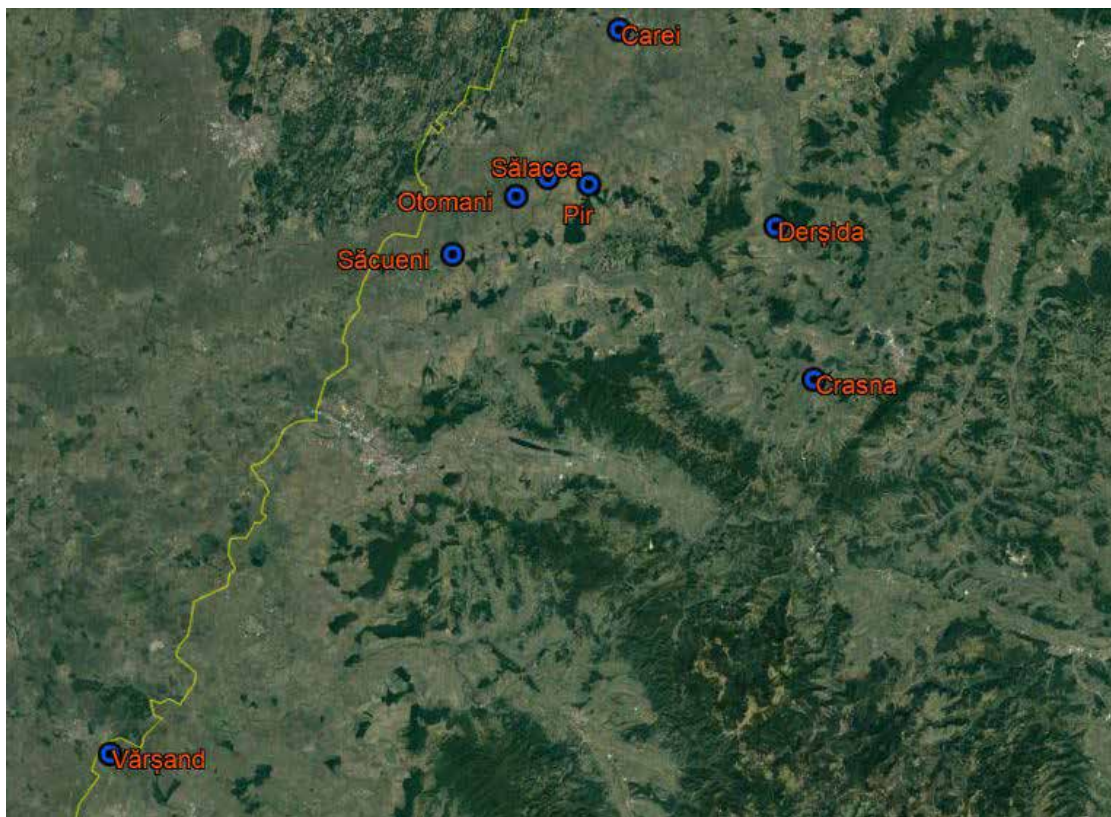 Carei
Sălacea
Otomani
Pir
Derșida
Săcueni
Crasna
Vărșand